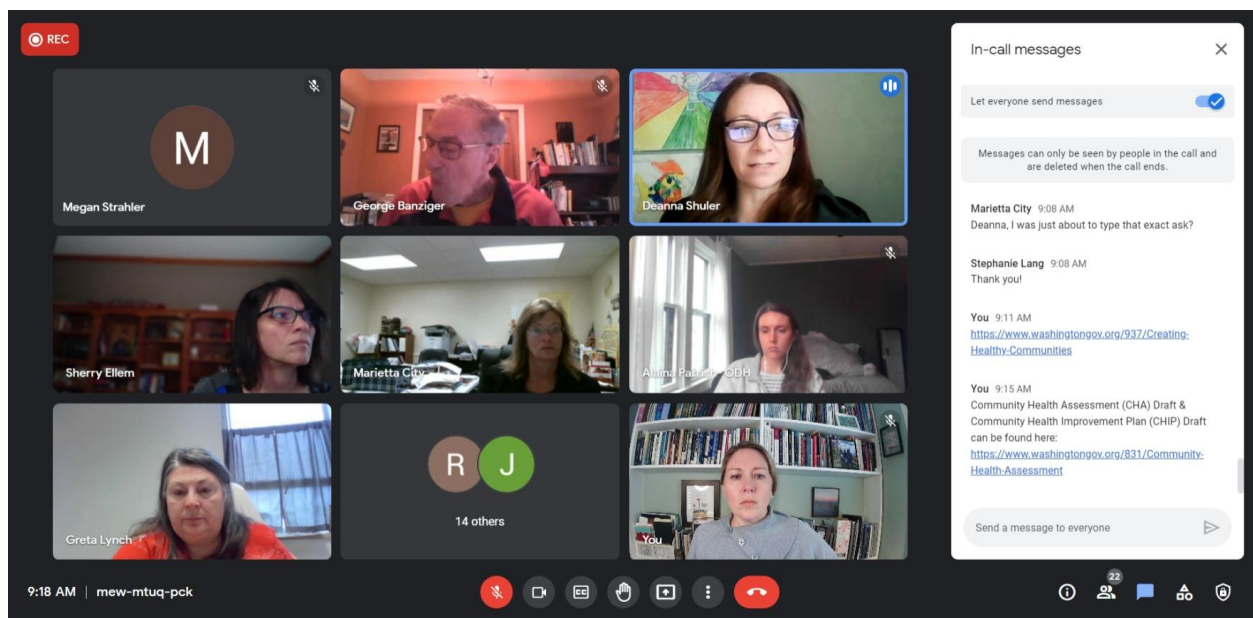 REC
M
Megan Strahler
George Banziger
Deanna Shuler
Sherry Ellem
Marietta City
Alaina Parrish - ODH
Greta Lynch
R J
14 others
You
In-call messages
Let everyone send messages
Messages can only be seen by people in the call and
are deleted when the call ends.
Marietta City 9:08 AM
Deanna, I was just about to type that exact ask?
Stephanie Lang 9:08 AM
Thank you!
You 9:11 AM
https://www.washingtongov.org/937/Creating-
Healthy-Communities
You 9:15 AM
Community Health Assessment (CHA) Draft &
Community Health Improvement Plan (CHIP) Draft
can be found here:
https://www.washingtongov.org/831/Community-
Health-Assessment
Send a message to everyone
9:18 AM | mew-mtuq-pck
CC
22